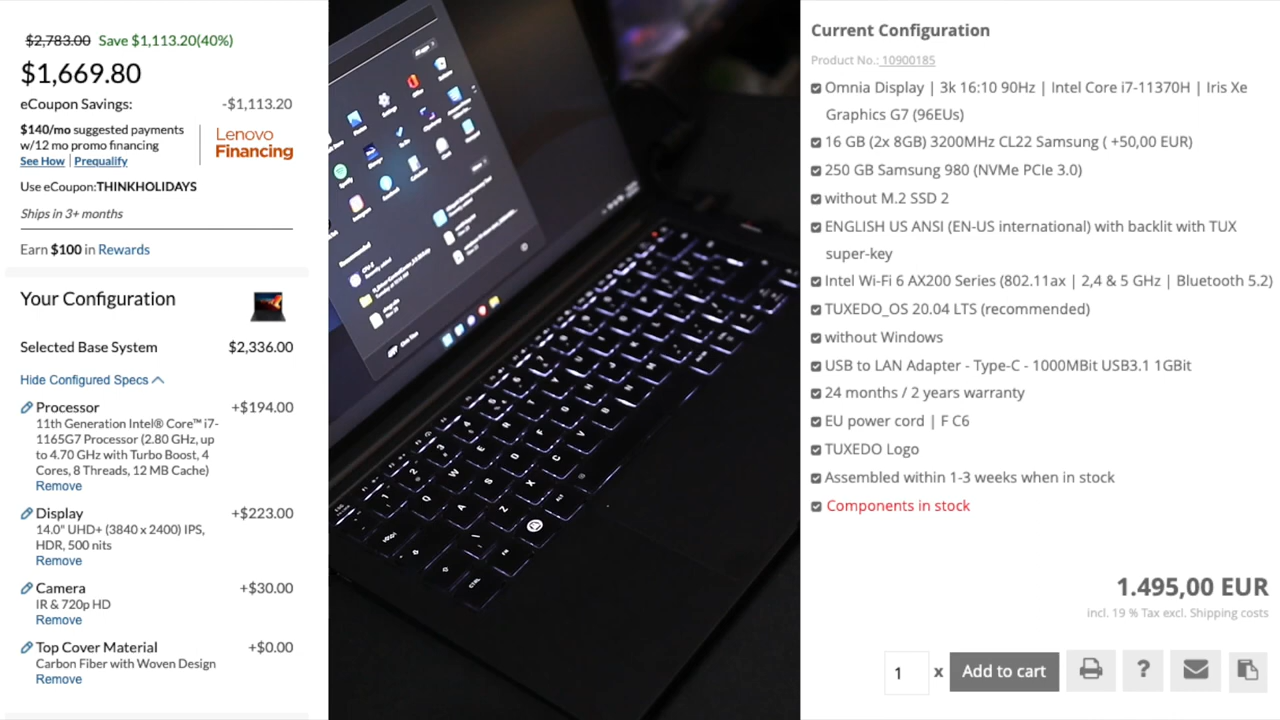 $2,783.00 Save $1,113.20(40%)
$1,669.80
eCoupon Savings: -$1,113.20
$140/mo suggested payments
w/12 mo promo financing
See How | Prequalify
Lenovo
Financing
Use eCoupon:THINKHOLIDAYS
Ships in 3+ months
Earn $100 in Rewards
Your Configuration
Selected Base System $2,336.00
Hide Configured Specs
Processor +$194.00
11th Generation Intel® Core™ i7-
1165G7 Processor (2.80 GHz, up
to 4.70 GHz with Turbo Boost, 4
Cores, 8 Threads, 12 MB Cache)
Remove
Display +$223.00
14.0" UHD+ (3840 x 2400) IPS,
HDR, 500 nits
Remove
Camera +$30.00
IR & 720p HD
Remove
Top Cover Material +$0.00
Carbon Fiber with Woven Design
Remove
Current Configuration
Product No.: 10900185
Omnia Display | 3k 16:10 90Hz | Intel Core i7-11370H | Iris Xe
Graphics G7 (96EUs)
16 GB (2x 8GB) 3200MHz CL22 Samsung ( +50,00 EUR)
250 GB Samsung 980 (NVMe PCIe 3.0)
without M.2 SSD 2
ENGLISH US ANSI (EN-US international) with backlit with TUX
super-key
Intel Wi-Fi 6 AX200 Series (802.11ax | 2,4 & 5 GHz | Bluetooth 5.2)
TUXEDO_OS 20.04 LTS (recommended)
without Windows
USB to LAN Adapter - Type-C - 1000MBit USB3.1 1GBit
24 months / 2 years warranty
EU power cord | F C6
TUXEDO Logo
Assembled within 1-3 weeks when in stock
Components in stock
1.495,00 EUR
incl. 19 % Tax excl. Shipping costs
1 x Add to cart ?